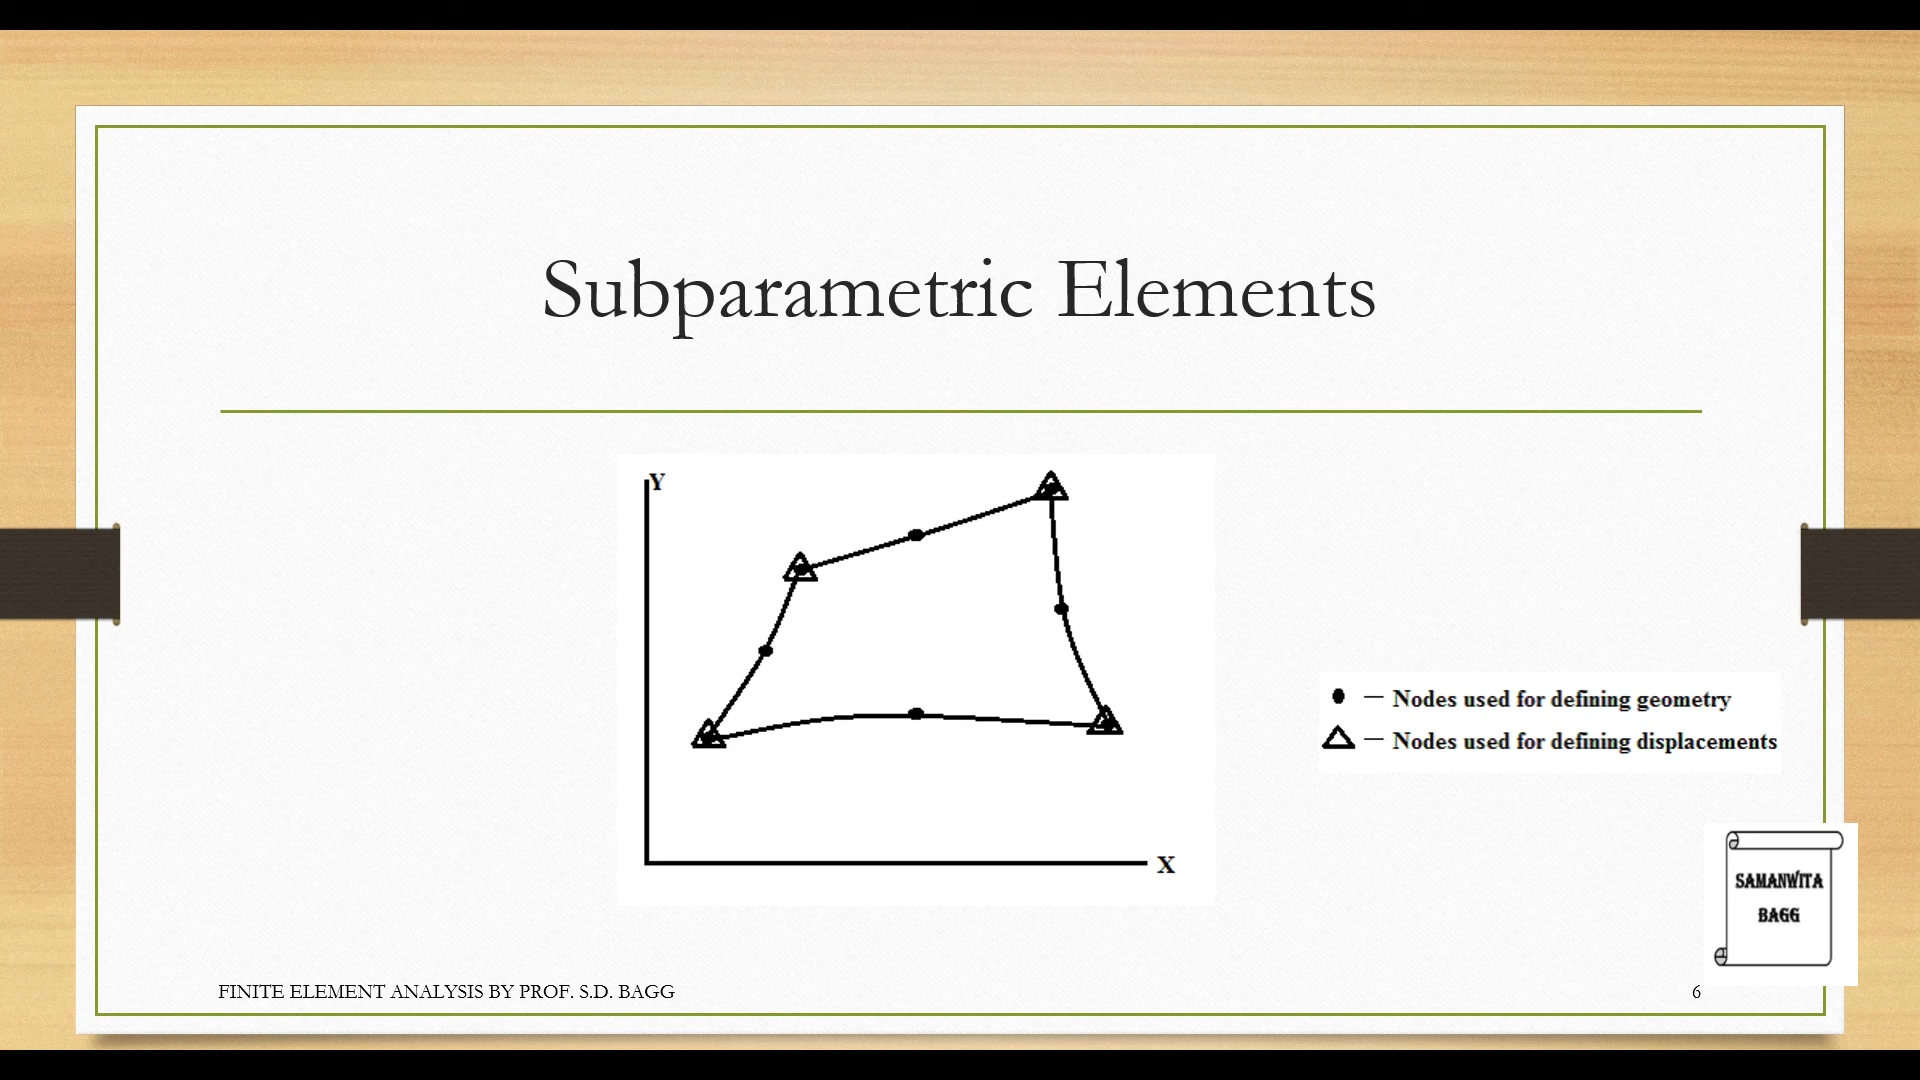 Subparametric Elements
Y
X
— Nodes used for defining geometry
— Nodes used for defining displacements
SAMANWITA
BAGG
FINITE ELEMENT ANALYSIS BY PROF. S.D. BAGG
6